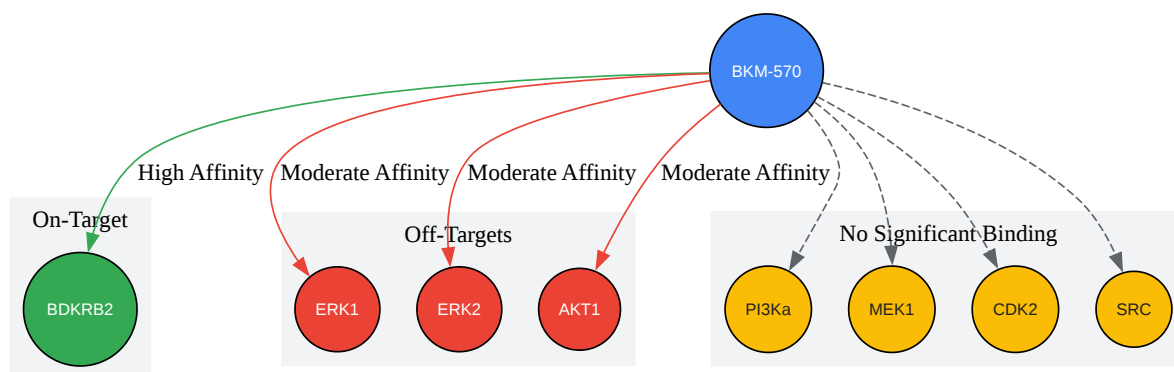 BKM-570
High Affinity
Moderate Affinity
Moderate Affinity
Moderate Affinity
On-Target
Off-Targets
No Significant Binding
BDKRB2
ERK1
ERK2
AKT1
PI3Ka
MEK1
CDK2
SRC